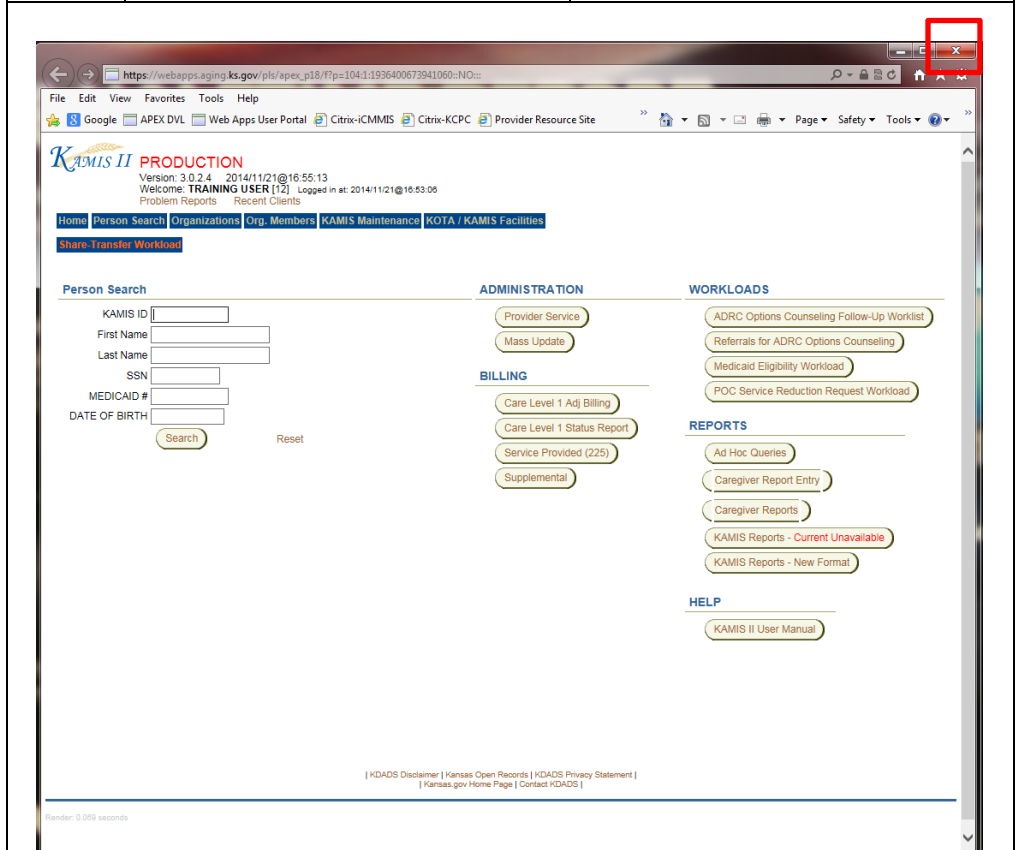 https://webapps.aging.ks.gov/pls/apex_p18/f?p=104:1:1936400673941060::NO:::
File Edit View Favorites Tools Help
Google APEX DVL Web Apps User Portal Citrix-iCMMIS Citrix-KCPC Provider Resource Site » Page Safety Tools »
KAMIS II PRODUCTION
Version: 3.0.2.4 2014/11/21@16:55:13
Welcome: TRAINING USER [12] Logged in at: 2014/11/21@16:53:06
Problem Reports Recent Clients
Home Person Search Organizations Org. Members KAMIS Maintenance KOTA / KAMIS Facilities
Share-Transfer Workload
Person Search
KAMIS ID
First Name
Last Name
SSN
MEDICAID #
DATE OF BIRTH
Search Reset
ADMINISTRATION
Provider Service
Mass Update
BILLING
Care Level 1 Adj Billing
Care Level 1 Status Report
Service Provided (225)
Supplemental
WORKLOADS
ADRC Options Counseling Follow-Up Worklist
Referrals for ADRC Options Counseling
Medicaid Eligibility Workload
POC Service Reduction Request Workload
REPORTS
Ad Hoc Queries
Caregiver Report Entry
Caregiver Reports
KAMIS Reports - Current Unavailable
KAMIS Reports - New Format
HELP
KAMIS II User Manual
| KDADS Disclaimer | Kansas Open Records | KDADS Privacy Statement |
| Kansas.gov Home Page | Contact KDADS |
Render: 0.069 seconds